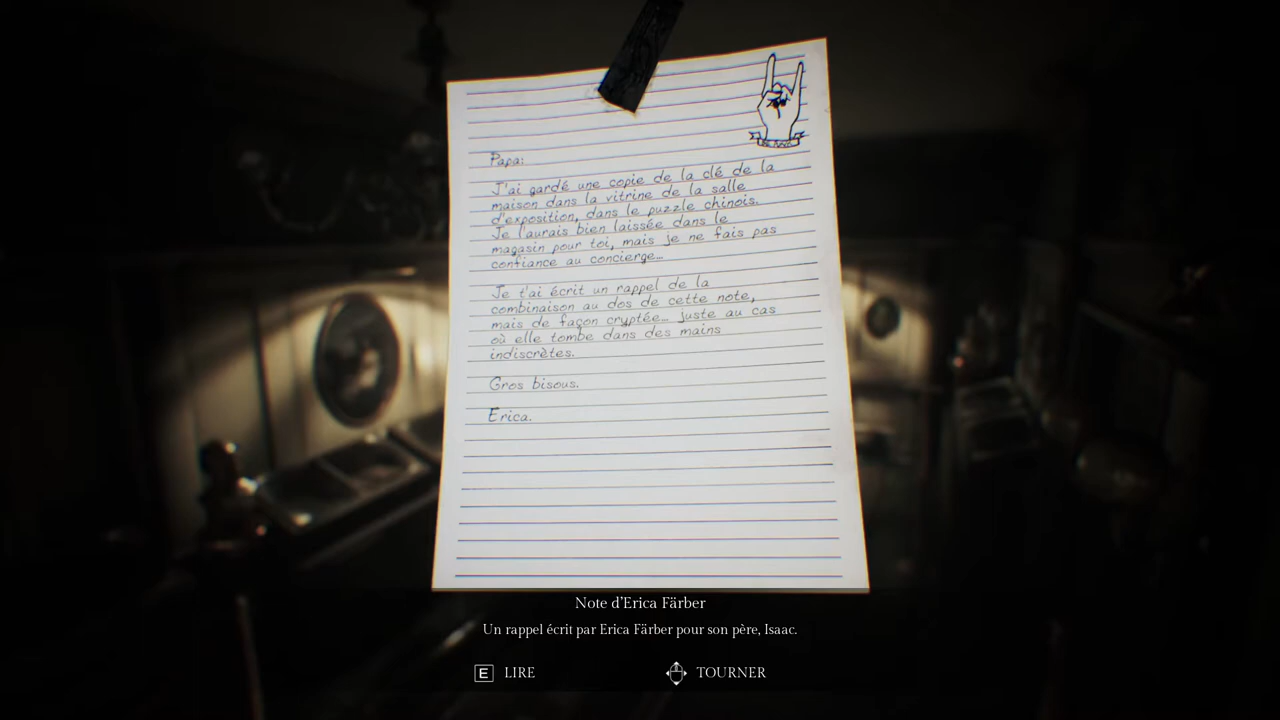 Papa:
J'ai gardé une copie de la clé de la
maison dans la vitrine de la salle
d'exposition, dans le puzzle chinois.
Je l'aurais bien laissée dans le
magasin pour toi, mais je ne fais pas
confiance au concierge...
Je t'ai écrit un rappel de la
combinaison au dos de cette note,
mais de façon cryptée... juste au cas
où elle tombe dans des mains
indiscrètes.
Gros bisous.
Erica.
Note d'Erica Färber
Un rappel écrit par Erica Färber pour son père, Isaac.
E LIRE
TOURNER